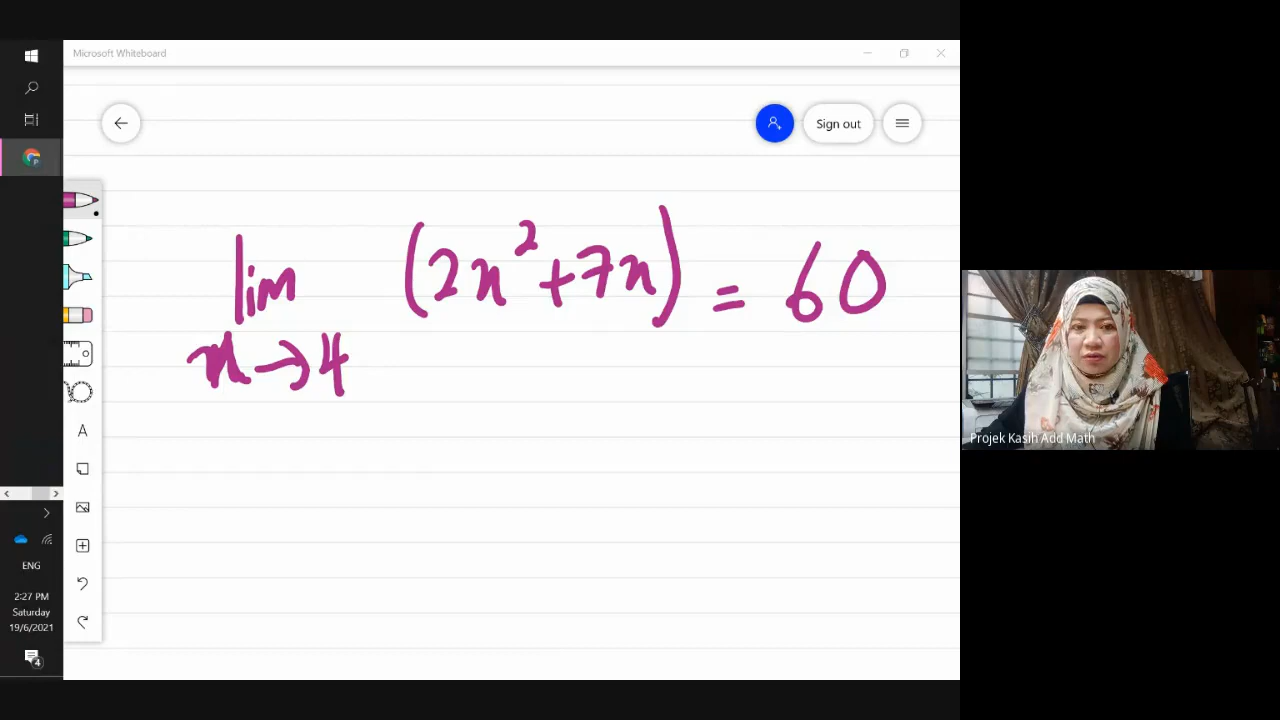 Microsoft Whiteboard
Sign out
lim (2x²+7x) = 60
x→4
A
Projek Kasih Add Math
ENG
2:27 PM
Saturday
19/6/2021
4